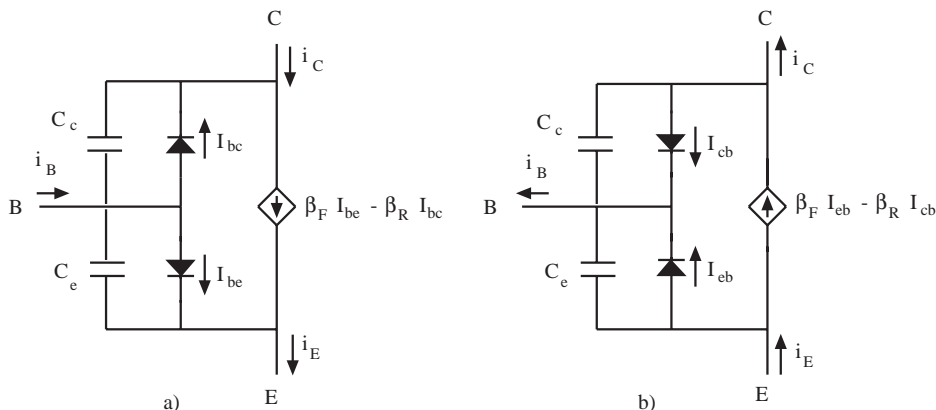 C
i_C
C_c
I_bc
i_B
B
β_F I_be - β_R I_bc
C_e
I_be
i_E
E
a)
C
i_C
C_c
I_cb
i_B
B
β_F I_eb - β_R I_cb
C_e
I_eb
i_E
E
b)